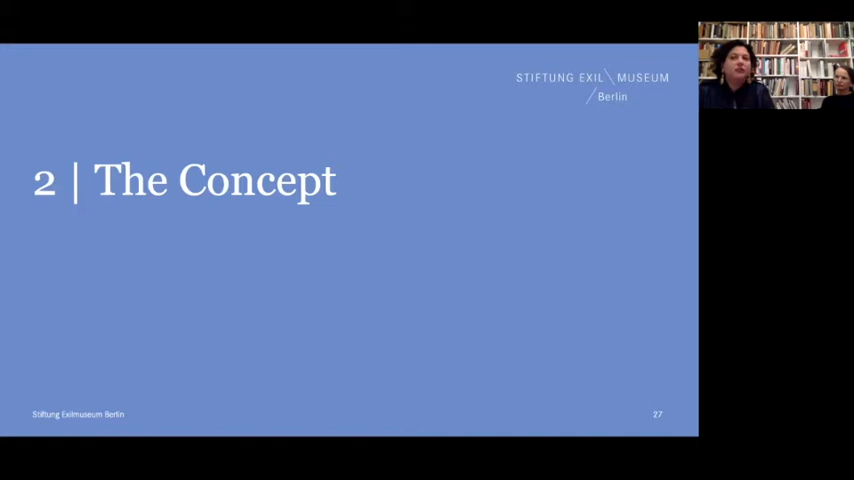 STIFTUNG EXIL MUSEUM
Berlin
2 | The Concept
Stiftung Exilmuseum Berlin
27